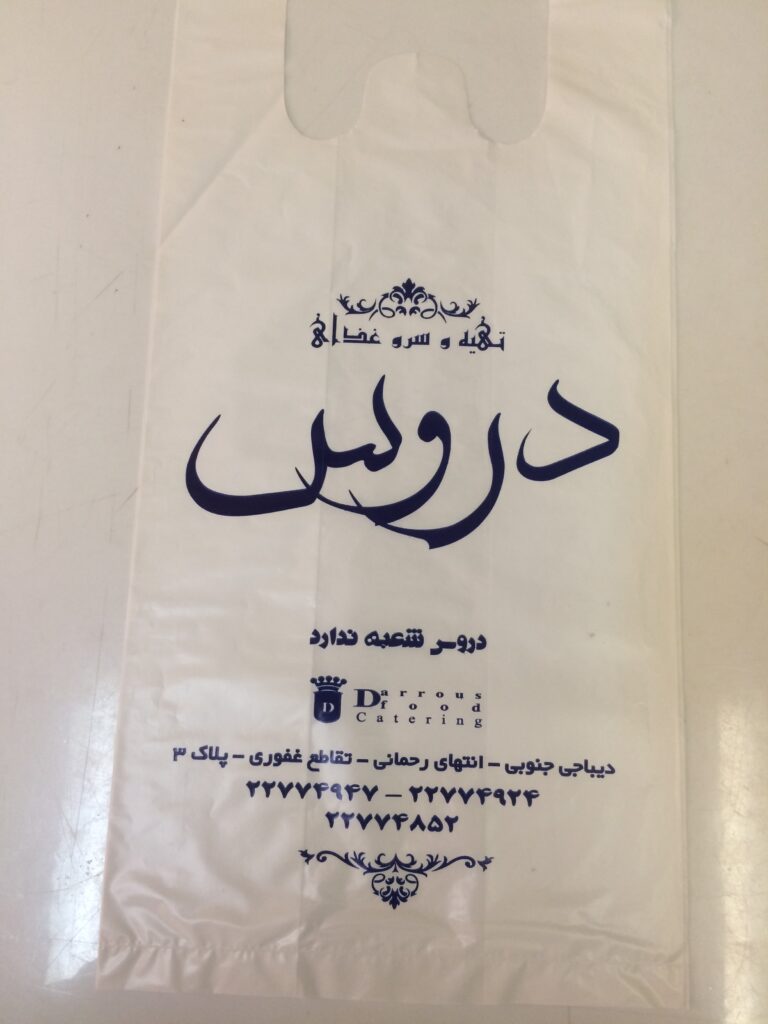 تهیه و سرو غذای
دروس
دروس شعبه ندارد
D
Darrous
food
Catering
دیباجی جنوبی - انتهای رحمانی - تقاطع غفوری - پلاک ۳
۲۲۷۷۴۹۲۴ - ۲۲۷۷۴۹۴۷
۲۲۷۷۴۸۵۲